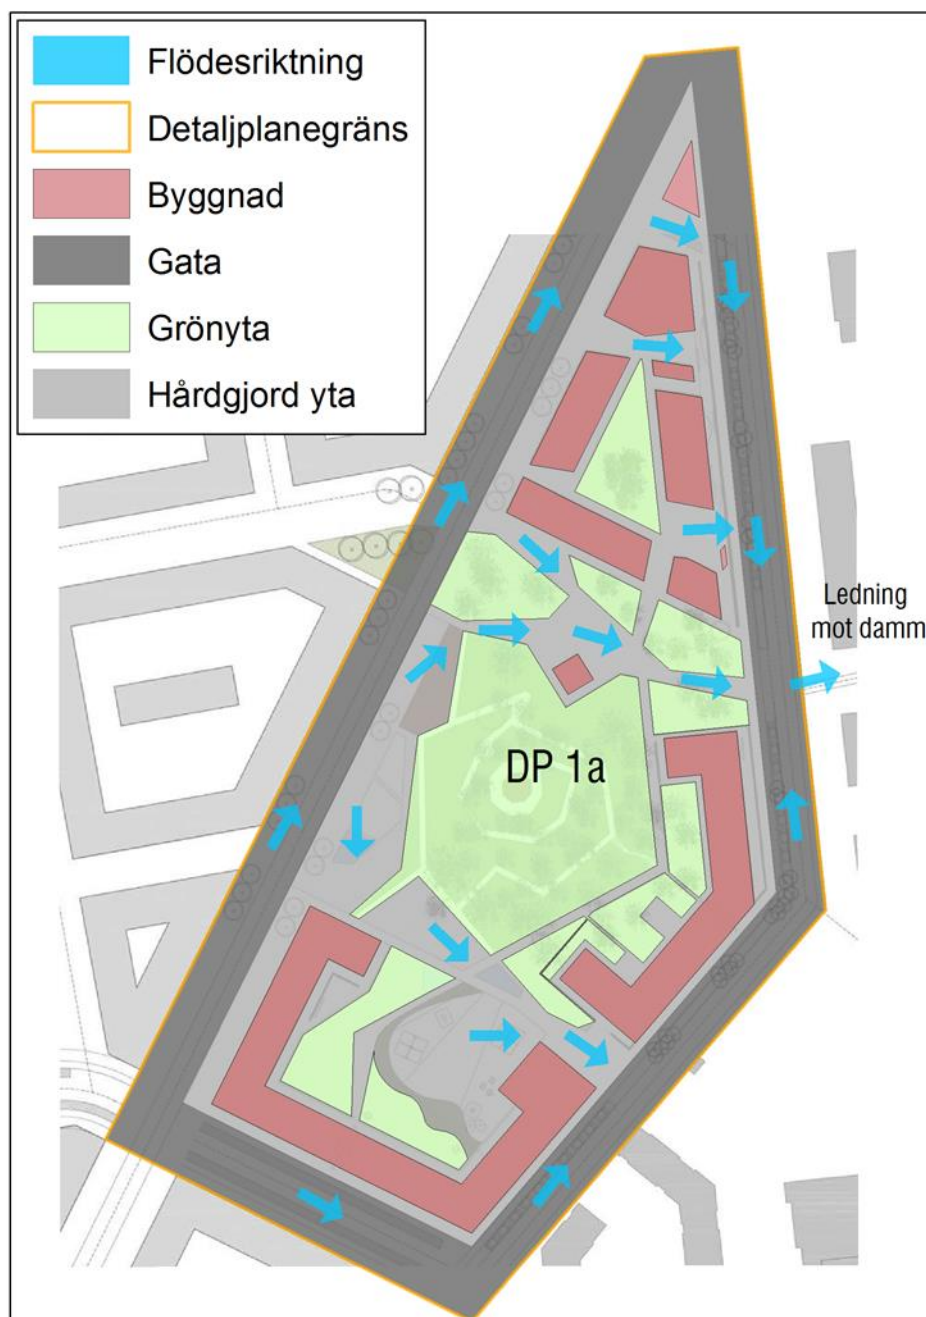 Flödesriktning
Detaljplanegräns
Byggnad
Gata
Grönyta
Hårdgjord yta
Ledning
mot damm
DP 1a